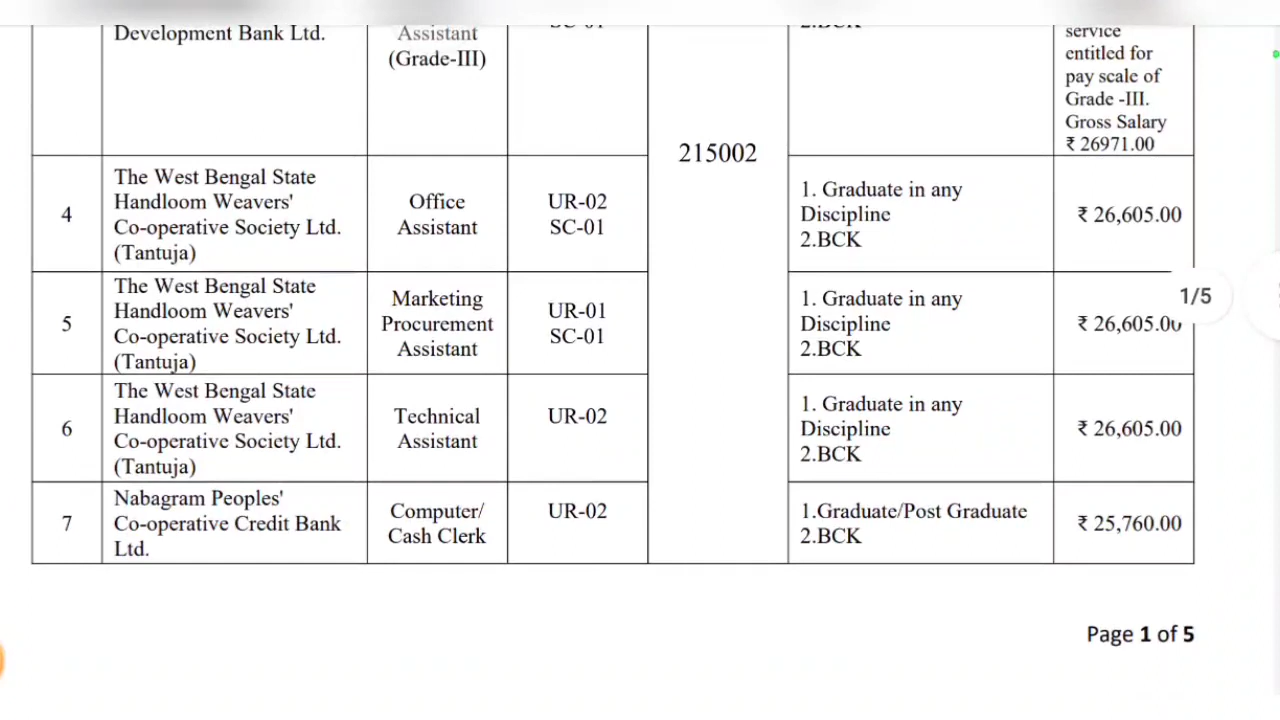 Development Bank Ltd.
Assistant
(Grade-III)
SC-01
2.BCK
service
entitled for
pay scale of
Grade -III.
Gross Salary
₹ 26971.00
215002
4
The West Bengal State
Handloom Weavers'
Co-operative Society Ltd.
(Tantuja)
Office
Assistant
UR-02
SC-01
1. Graduate in any
Discipline
2.BCK
₹ 26,605.00
5
The West Bengal State
Handloom Weavers'
Co-operative Society Ltd.
(Tantuja)
Marketing
Procurement
Assistant
UR-01
SC-01
1. Graduate in any
Discipline
2.BCK
₹ 26,605.00
1/5
6
The West Bengal State
Handloom Weavers'
Co-operative Society Ltd.
(Tantuja)
Technical
Assistant
UR-02
1. Graduate in any
Discipline
2.BCK
₹ 26,605.00
7
Nabagram Peoples'
Co-operative Credit Bank
Ltd.
Computer/
Cash Clerk
UR-02
1.Graduate/Post Graduate
2.BCK
₹ 25,760.00
Page 1 of 5